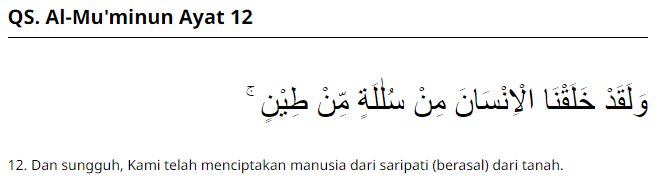 QS. Al-Mu'minun Ayat 12
وَلَقَدْ خَلَقْنَا الْاِنْسَانَ مِنْ سُلٰلَةٍ مِّنْ طِيْنٍ ۚ
12. Dan sungguh, Kami telah menciptakan manusia dari saripati (berasal) dari tanah.